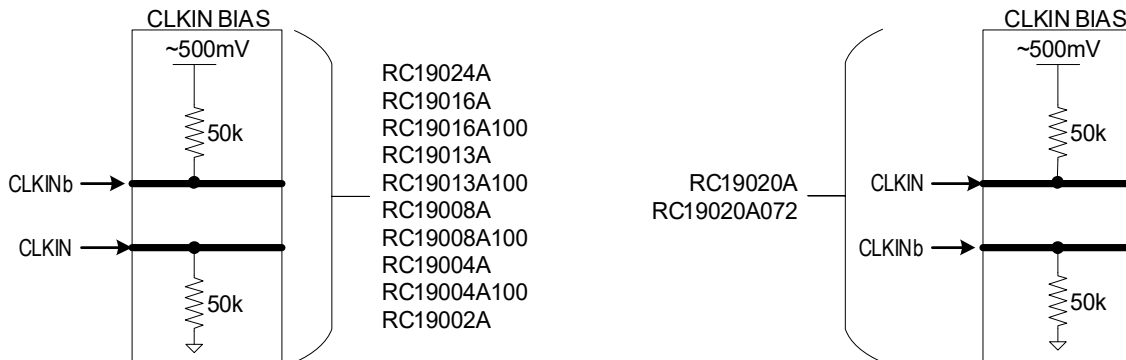 CLKIN BIAS
~500mV
50k
CLKINb
CLKIN
50k
RC19024A
RC19016A
RC19016A100
RC19013A
RC19013A100
RC19008A
RC19008A100
RC19004A
RC19004A100
RC19002A
RC19020A
RC19020A072
CLKIN BIAS
~500mV
50k
CLKIN
CLKINb
50k